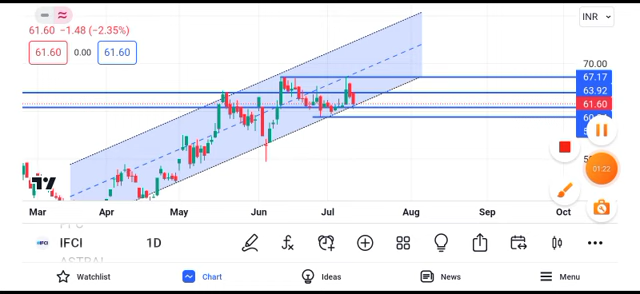 INR
61.60 −1.48 (−2.35%)
61.60 0.00 61.60
70.00
67.17
63.92
61.60
01:22
Mar Apr May Jun Jul Aug Sep Oct
IFCI IFCI 1D
ASTRAL
Watchlist Chart Ideas News Menu